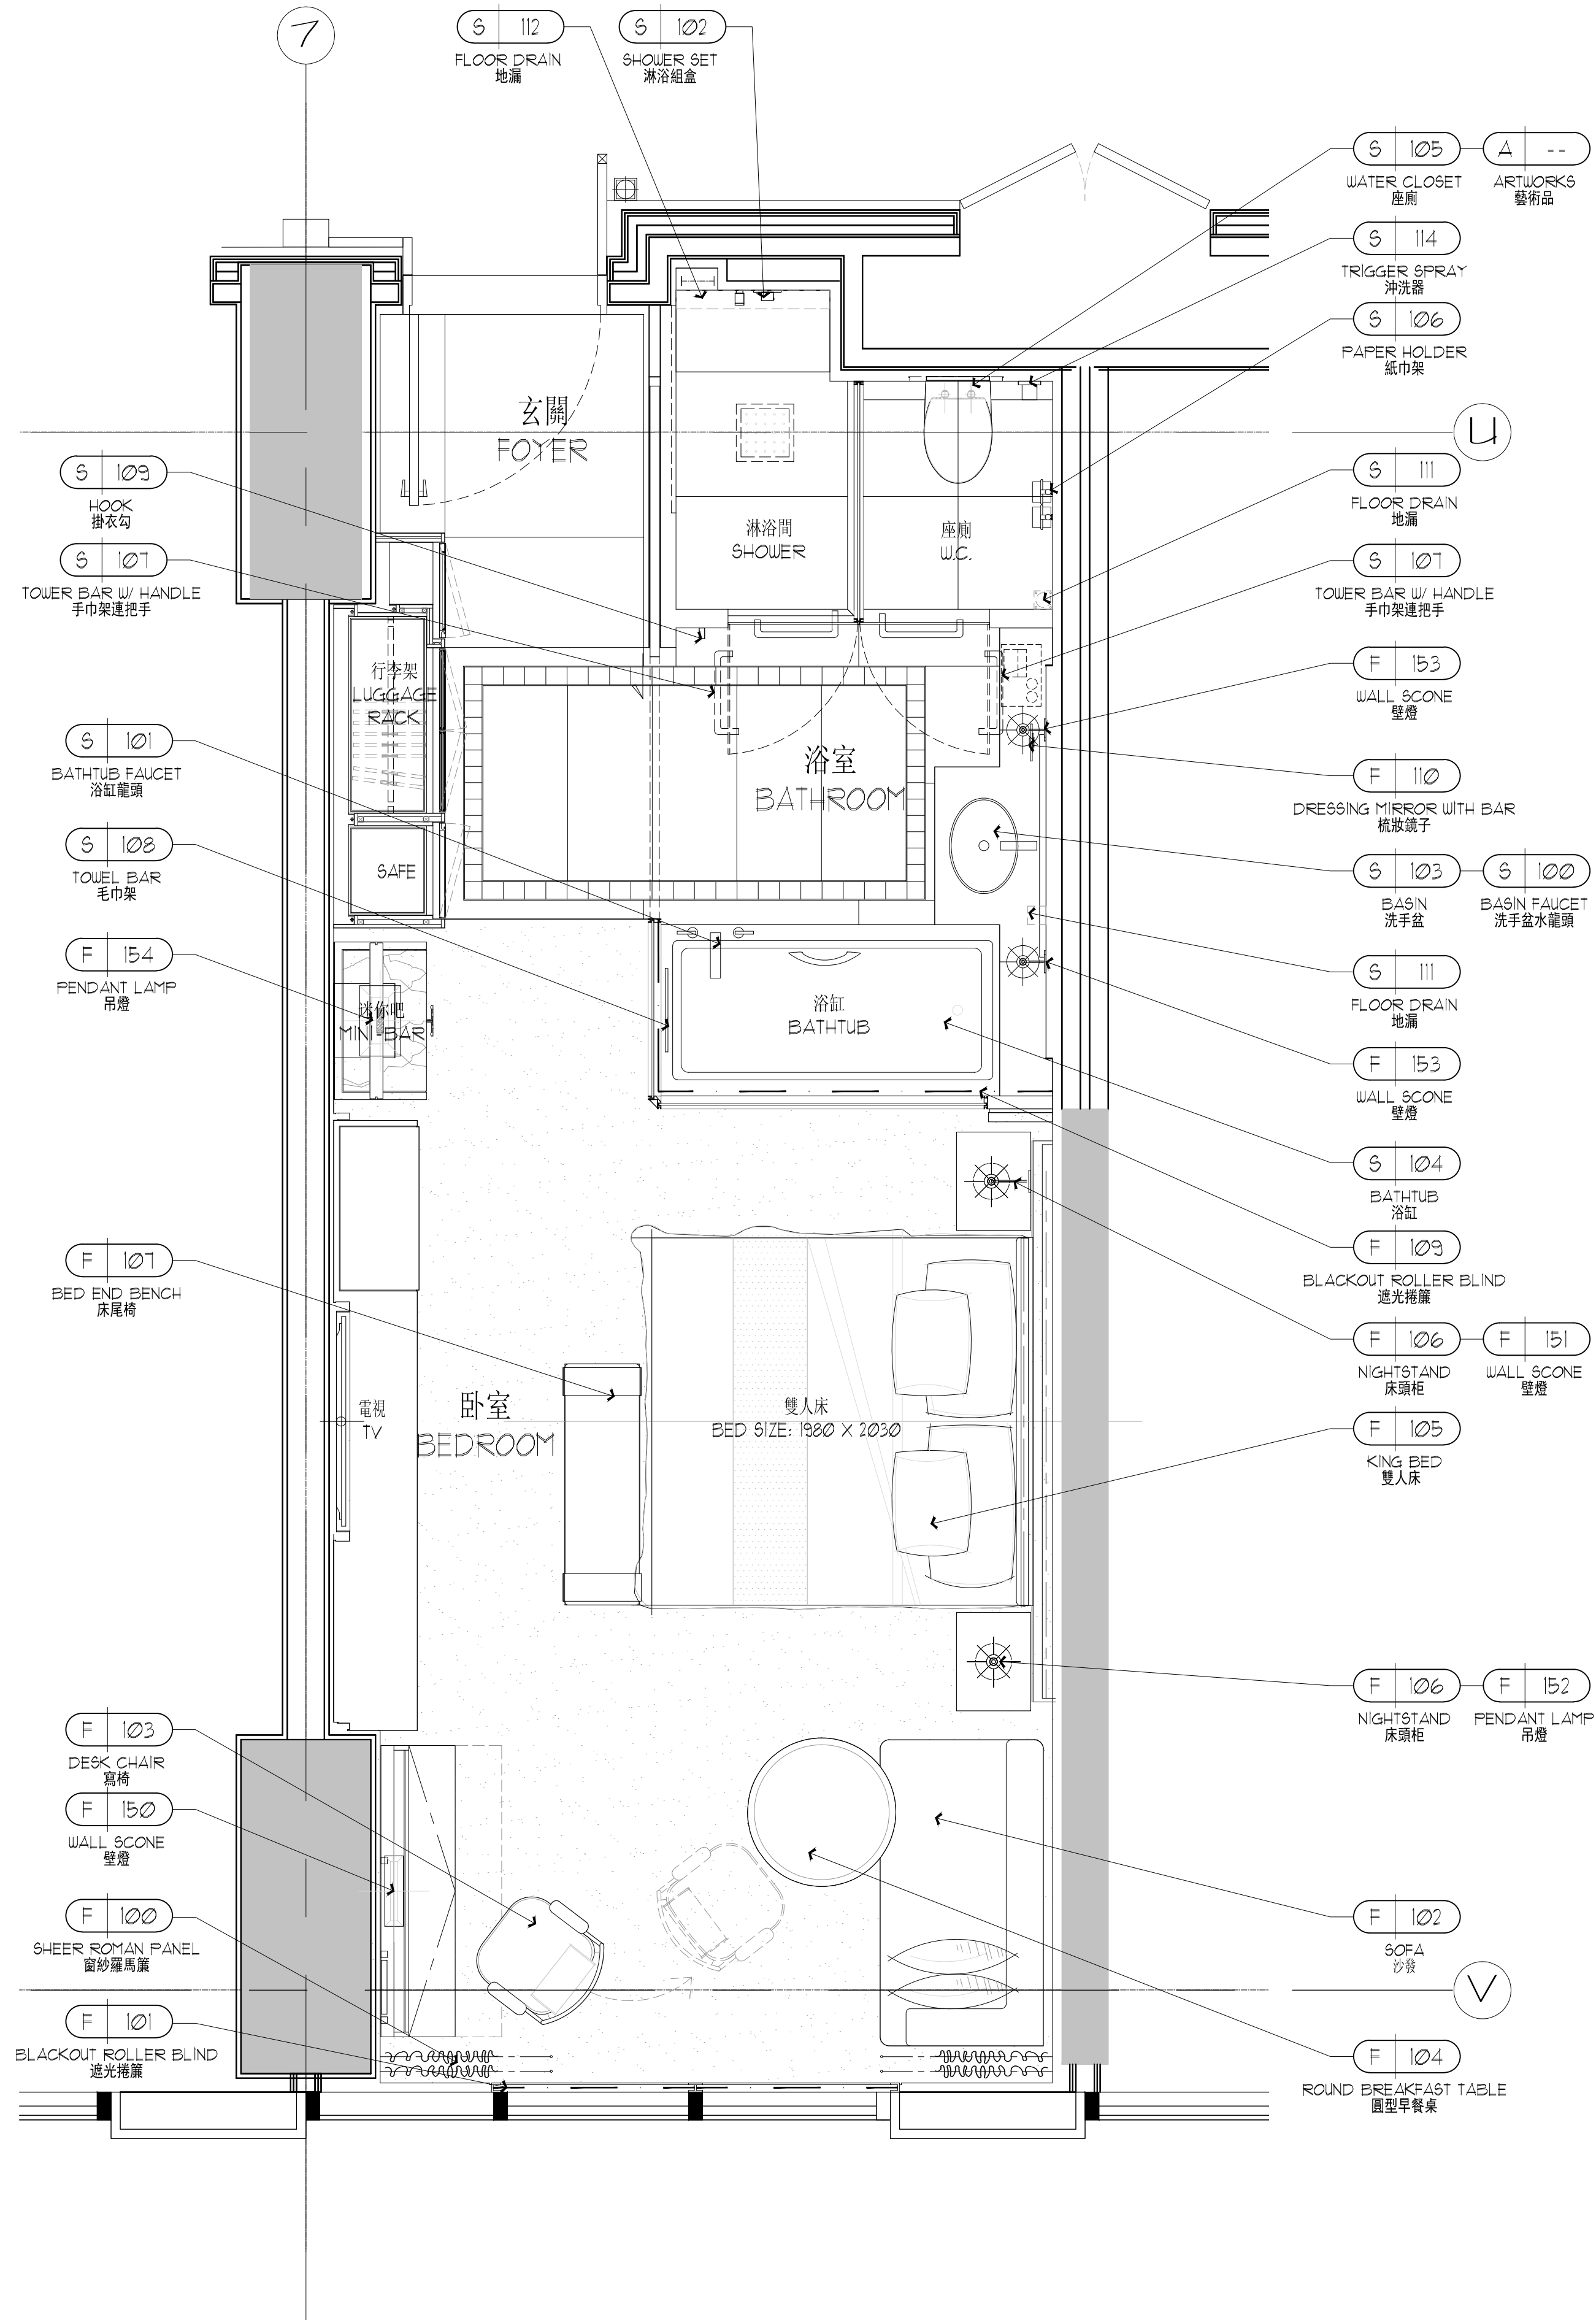 7
S 112
FLOOR DRAIN
地漏
S 102
SHOWER SET
淋浴組盒
S 105
WATER CLOSET
座廁
A --
ARTWORKS
藝術品
S 114
TRIGGER SPRAY
沖洗器
S 106
PAPER HOLDER
紙巾架
U
玄關
FOYER
S 109
HOOK
掛衣勾
S 111
FLOOR DRAIN
地漏
淋浴間
SHOWER
座廁
W.C.
S 107
TOWER BAR W/ HANDLE
手巾架連把手
S 107
TOWER BAR W/ HANDLE
手巾架連把手
行李架
LUGGAGE
RACK
F 153
WALL SCONE
壁燈
S 101
BATHTUB FAUCET
浴缸龍頭
浴室
BATHROOM
F 110
DRESSING MIRROR WITH BAR
梳妝鏡子
S 108
TOWEL BAR
毛巾架
SAFE
S 103
BASIN
洗手盆
S 100
BASIN FAUCET
洗手盆水龍頭
F 154
PENDANT LAMP
吊燈
迷你吧
MINI BAR
浴缸
BATHTUB
S 111
FLOOR DRAIN
地漏
F 153
WALL SCONE
壁燈
S 104
BATHTUB
浴缸
F 107
BED END BENCH
床尾椅
F 109
BLACKOUT ROLLER BLIND
遮光捲簾
F 106
NIGHTSTAND
床頭柜
F 151
WALL SCONE
壁燈
電視
TV
卧室
BEDROOM
雙人床
BED SIZE: 1980 X 2030
F 105
KING BED
雙人床
F 106
NIGHTSTAND
床頭柜
F 152
PENDANT LAMP
吊燈
F 103
DESK CHAIR
寫椅
F 150
WALL SCONE
壁燈
F 100
SHEER ROMAN PANEL
窗紗羅馬簾
F 102
SOFA
沙發
V
F 101
BLACKOUT ROLLER BLIND
遮光捲簾
F 104
ROUND BREAKFAST TABLE
圓型早餐桌